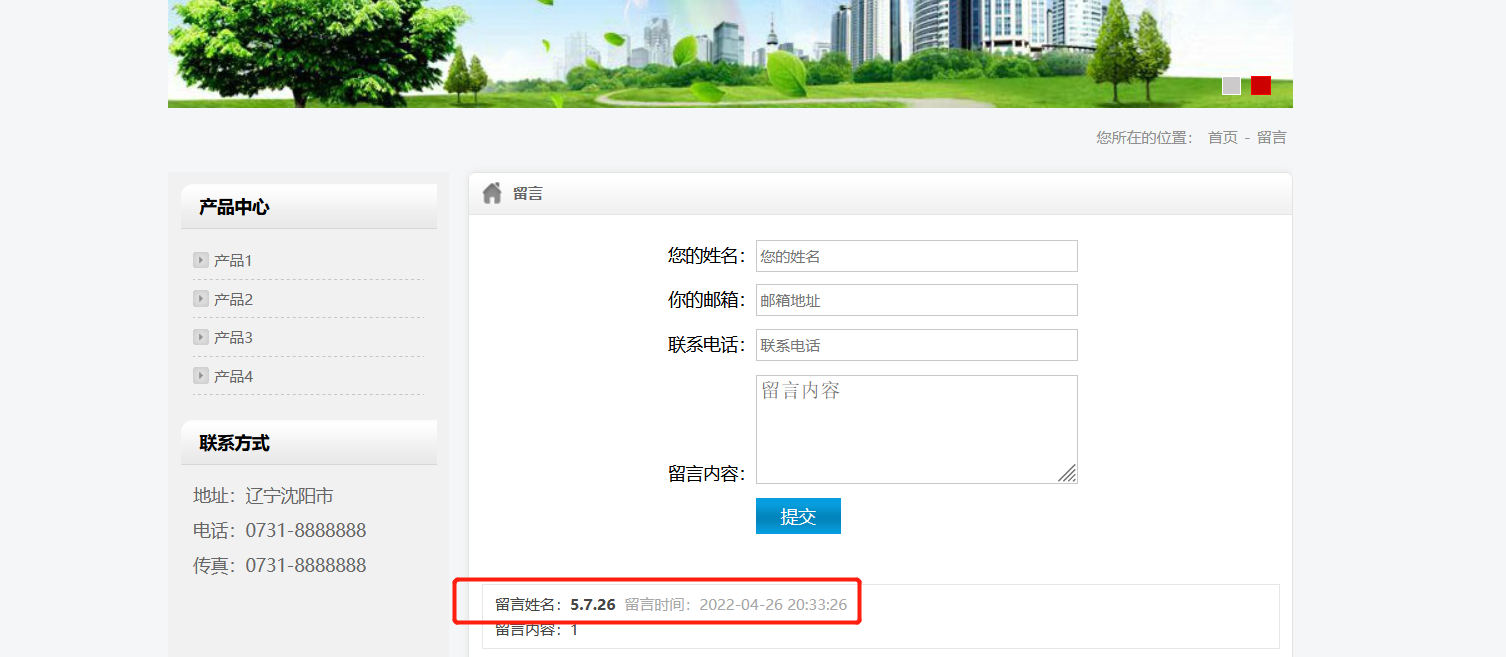 您所在的位置： 首页 - 留言
产品中心
产品1
产品2
产品3
产品4
联系方式
地址：辽宁沈阳市
电话：0731-8888888
传真：0731-8888888
留言
您的姓名： 您的姓名
你的邮箱： 邮箱地址
联系电话： 联系电话
留言内容： 留言内容
提交
留言姓名：5.7.26 留言时间：2022-04-26 20:33:26
留言内容：1